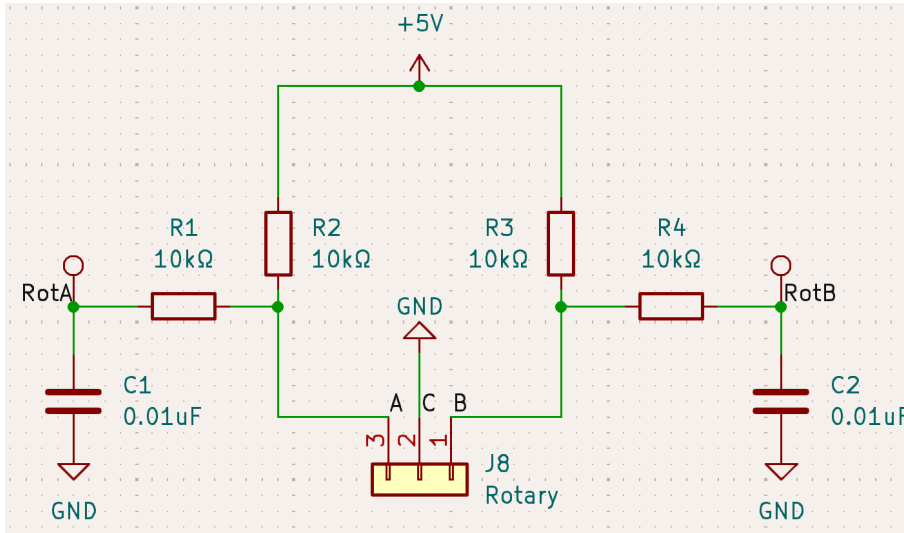 +5V
R1
10kΩ
R2
10kΩ
R3
10kΩ
R4
10kΩ
RotA
GND
RotB
C1
0.01uF
A C B
C2
0.01uF
3 2 1
J8
Rotary
GND
GND